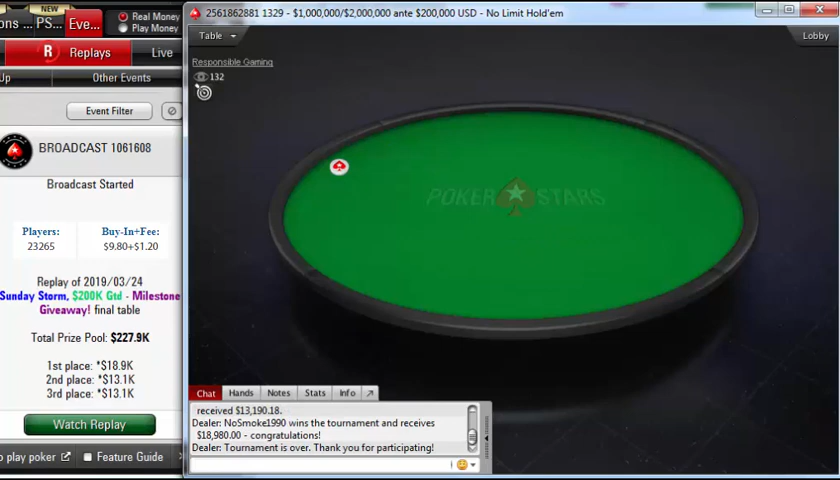 NEW
ons ... PS... Eve...
Real Money
Play Money
R Replays Live
Up Other Events
Event Filter
BROADCAST 1061608
Broadcast Started
Players: Buy-In+Fee:
23265 $9.80+$1.20
Replay of 2019/03/24
Sunday Storm, $200K Gtd - Milestone
Giveaway! final table
Total Prize Pool: $227.9K
1st place: *$18.9K
2nd place: *$13.1K
3rd place: *$13.1K
Watch Replay
o play poker Feature Guide
2561862881 1329 - $1,000,000/$2,000,000 ante $200,000 USD - No Limit Hold'em
Table Lobby
Responsible Gaming
132
POKER STARS
Chat Hands Notes Stats Info
received $13,190.18.
Dealer: NoSmoke1990 wins the tournament and receives
$18,980.00 - congratulations!
Dealer: Tournament is over. Thank you for participating!